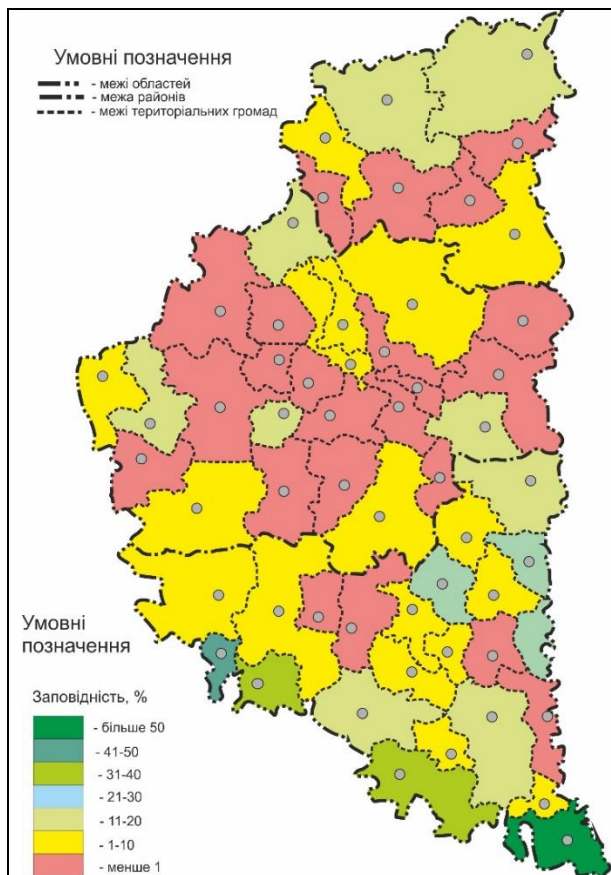 Умовні позначення
- межі областей
- межа районів
- межі територіальних громад
Умовні
позначення
Заповідність, %
- більше 50
- 41-50
- 31-40
- 21-30
- 11-20
- 1-10
- менше 1